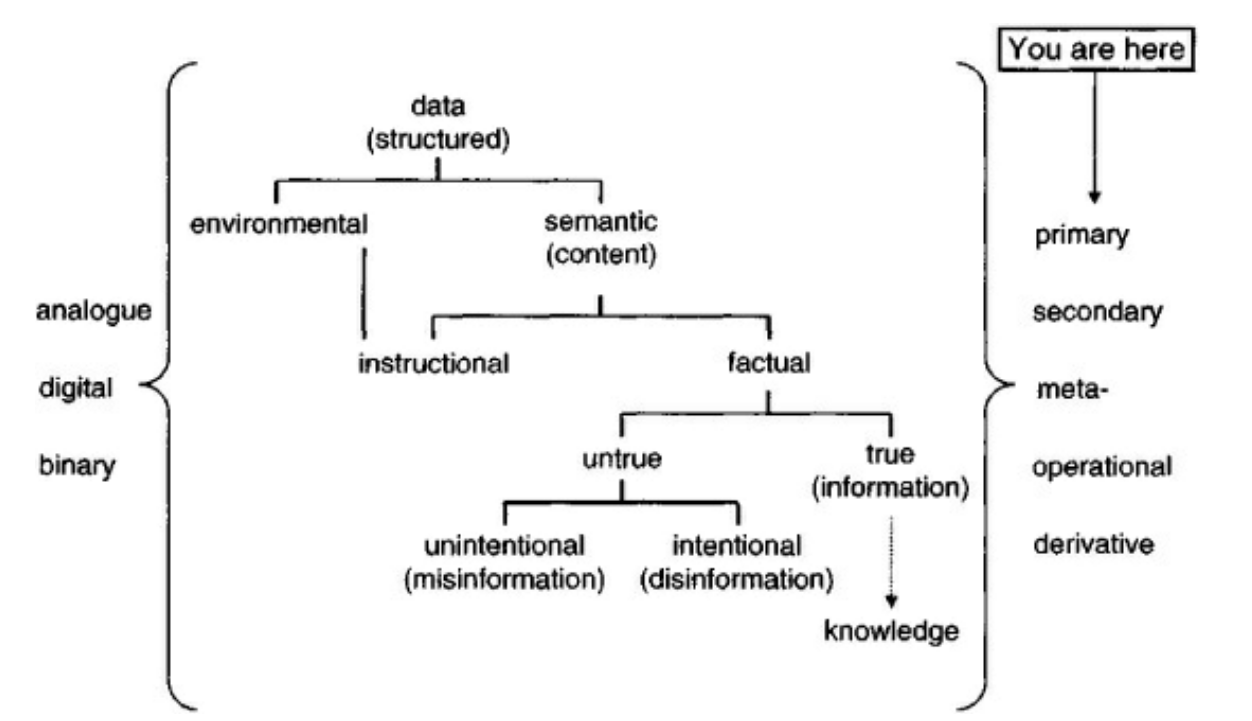 You are here
data
(structured)
environmental
semantic
(content)
primary
analogue
secondary
instructional
factual
digital
meta-
binary
untrue
true
(information)
operational
unintentional
(misinformation)
intentional
(disinformation)
derivative
knowledge